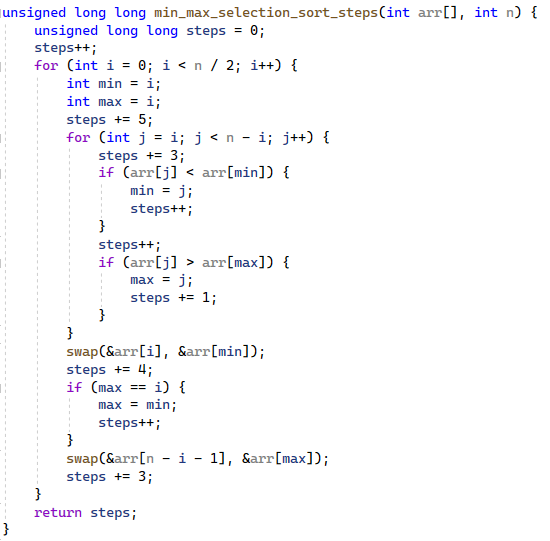 unsigned long long min_max_selection_sort_steps(int arr[], int n) {
    unsigned long long steps = 0;
    steps++;
    for (int i = 0; i < n / 2; i++) {
        int min = i;
        int max = i;
        steps += 5;
        for (int j = i; j < n - i; j++) {
            steps += 3;
            if (arr[j] < arr[min]) {
                min = j;
                steps++;
            }
            steps++;
            if (arr[j] > arr[max]) {
                max = j;
                steps += 1;
            }
        }
        swap(&arr[i], &arr[min]);
        steps += 4;
        if (max == i) {
            max = min;
            steps++;
        }
        swap(&arr[n - i - 1], &arr[max]);
        steps += 3;
    }
    return steps;
}